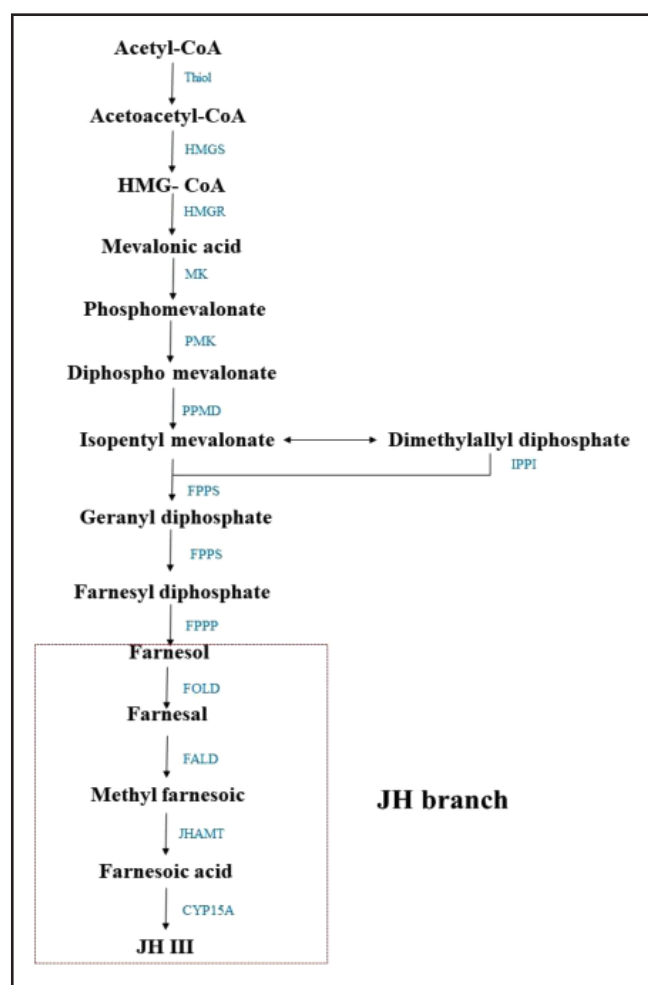 Acetyl-CoA
Thiol
Acetoacetyl-CoA
HMGS
HMG- CoA
HMGR
Mevalonic acid
MK
Phosphomevalonate
PMK
Diphospho mevalonate
PPMD
Isopentyl mevalonate
Dimethylallyl diphosphate
IPPI
FPPS
Geranyl diphosphate
FPPS
Farnesyl diphosphate
FPPP
Farnesol
FOLD
Farnesal
FALD
Methyl farnesoic
JH branch
JHAMT
Farnesoic acid
CYP15A
JH III